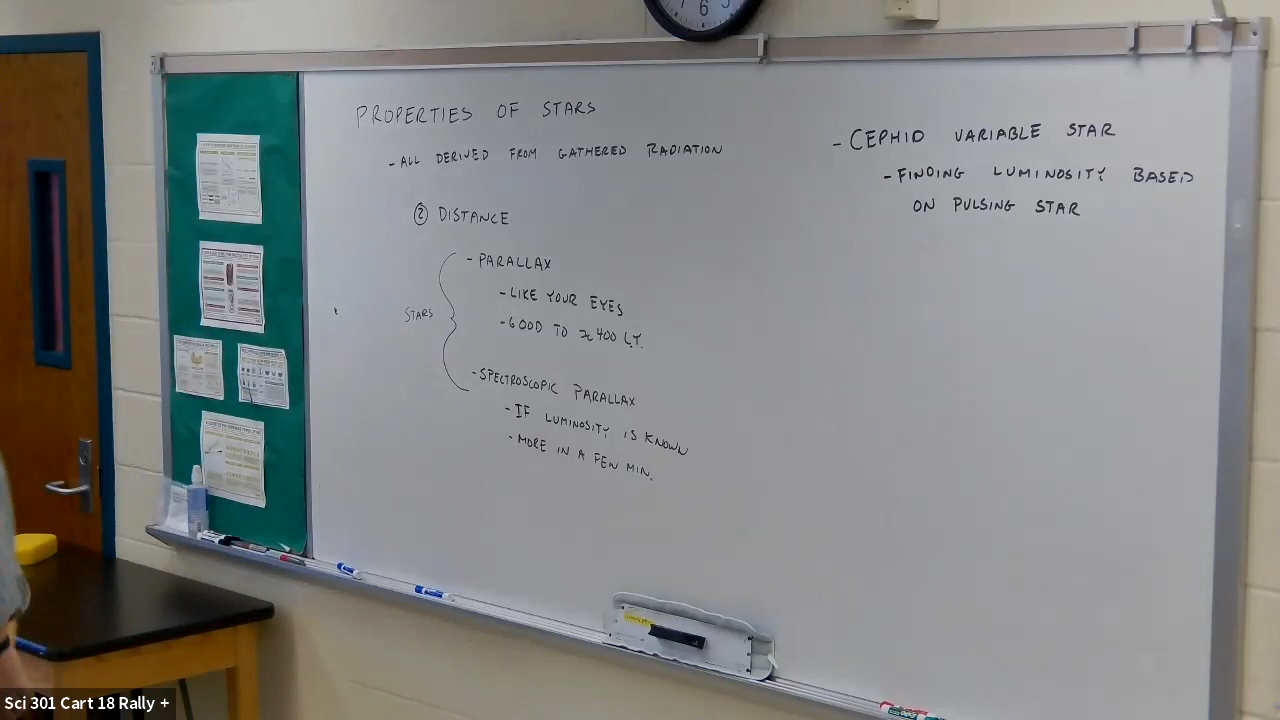 PROPERTIES OF STARS
- ALL DERIVED FROM GATHERED RADIATION
② DISTANCE
STARS
- PARALLAX
- LIKE YOUR EYES
- GOOD TO ≈ 400 LY.
- SPECTROSCOPIC PARALLAX
- IF LUMINOSITY IS KNOWN
- MORE IN A FEW MIN.
- CEPHID VARIABLE STAR
- FINDING LUMINOSITY BASED
ON PULSING STAR
6
Sci 301 Cart 18 Rally +